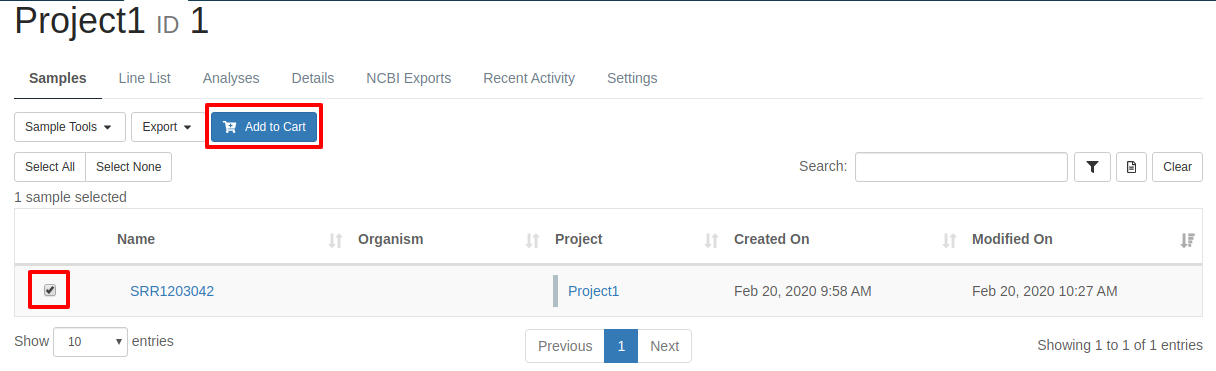 Project1 ID 1
Samples Line List Analyses Details NCBI Exports Recent Activity Settings
Sample Tools Export Add to Cart
Select All Select None Search: Clear
1 sample selected
Name Organism Project Created On Modified On
SRR1203042 Project1 Feb 20, 2020 9:58 AM Feb 20, 2020 10:27 AM
Show 10 entries Previous 1 Next Showing 1 to 1 of 1 entries